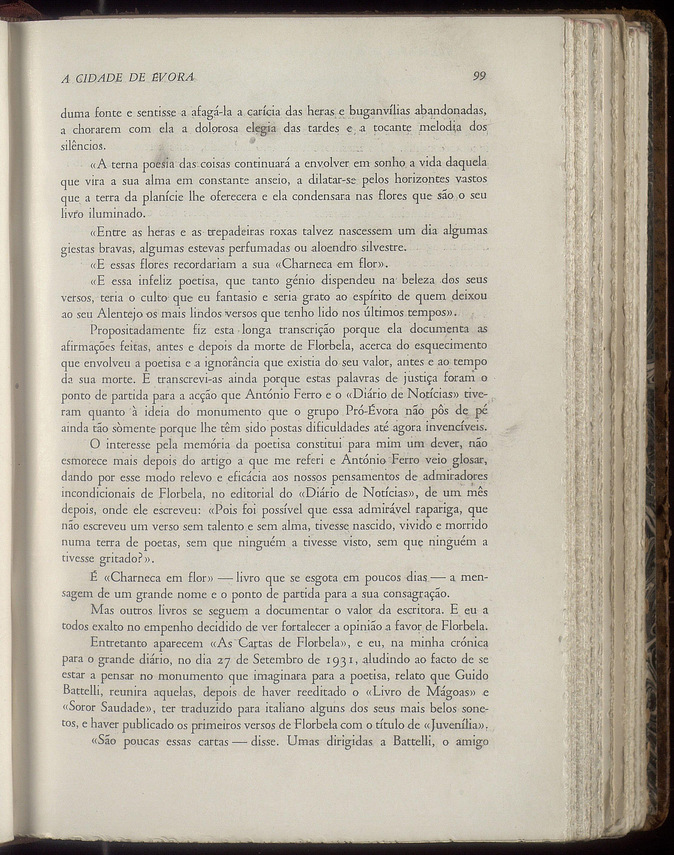 A CIDADE DE ÉVORA 99
duma fonte e sentisse a afagá-la a carícia das heras e buganvílias abandonadas,
a chorarem com ela a dolorosa elegia das tardes e a tocante melodia dos
silêncios.
«A terna poesia das coisas continuará a envolver em sonho a vida daquela
que vira a sua alma em constante anseio, a dilatar-se pelos horizontes vastos
que a terra da planície lhe oferecera e ela condensara nas flores que são o seu
livro iluminado.
«Entre as heras e as trepadeiras roxas talvez nascessem um dia algumas
giestas bravas, algumas estevas perfumadas ou aloendro silvestre.
«E essas flores recordariam a sua «Charneca em flor».
«E essa infeliz poetisa, que tanto génio dispendeu na beleza dos seus
versos, teria o culto que eu fantasio e seria grato ao espírito de quem deixou
ao seu Alentejo os mais lindos versos que tenho lido nos últimos tempos».
Propositadamente fiz esta longa transcrição porque ela documenta as
afirmações feitas, antes e depois da morte de Florbela, acerca do esquecimento
que envolveu a poetisa e a ignorância que existia do seu valor, antes e ao tempo
da sua morte. E transcrevi-as ainda porque estas palavras de justiça foram o
ponto de partida para a acção que António Ferro e o «Diário de Notícias» tive-
ram quanto à ideia do monumento que o grupo Pró-Évora não pôs de pé
ainda tão sòmente porque lhe têm sido postas dificuldades até agora invencíveis.
O interesse pela memória da poetisa constitui para mim um dever, não
esmorece mais depois do artigo a que me referi e António Ferro veio glosar,
dando por esse modo relevo e eficácia aos nossos pensamentos de admiradores
incondicionais de Florbela, no editorial do «Diário de Notícias», de um mês
depois, onde ele escreveu: «Pois foi possível que essa admirável rapariga, que
não escreveu um verso sem talento e sem alma, tivesse nascido, vivido e morrido
numa terra de poetas, sem que ninguém a tivesse visto, sem que ninguém a
tivesse gritado?».
É «Charneca em flor» — livro que se esgota em poucos dias — a men-
sagem de um grande nome e o ponto de partida para a sua consagração.
Mas outros livros se seguem a documentar o valor da escritora. E eu a
todos exalto no empenho decidido de ver fortalecer a opinião a favor de Florbela.
Entretanto aparecem «As Cartas de Florbela», e eu, na minha crónica
para o grande diário, no dia 27 de Setembro de 1931, aludindo ao facto de se
estar a pensar no monumento que imaginara para a poetisa, relato que Guido
Battelli, reunira aquelas, depois de haver reeditado o «Livro de Mágoas» e
«Soror Saudade», ter traduzido para italiano alguns dos seus mais belos sone-
tos, e haver publicado os primeiros versos de Florbela com o título de «Juvenília».
«São poucas essas cartas — disse. Umas dirigidas a Battelli, o amigo